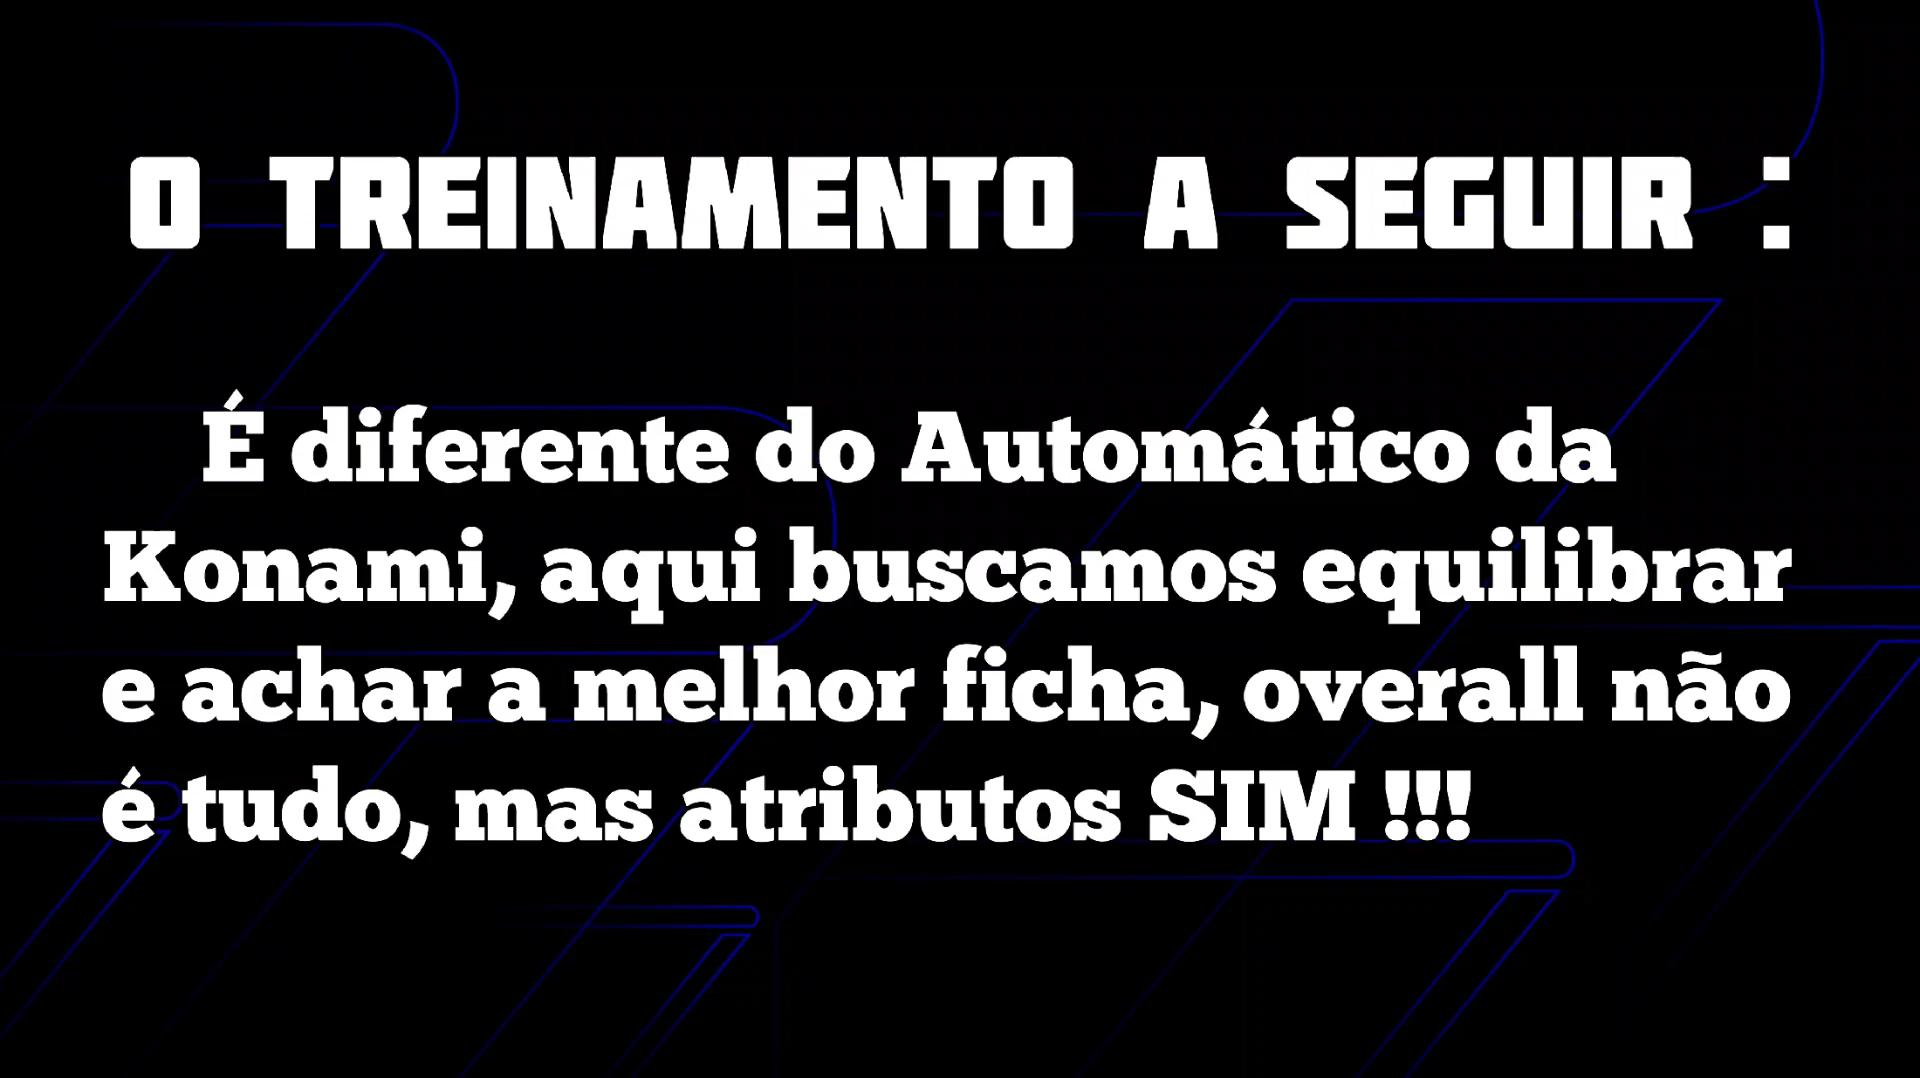 O TREINAMENTO A SEGUIR :
É diferente do Automático da
Konami, aqui buscamos equilibrar
e achar a melhor ficha, overall não
é tudo, mas atributos SIM !!!